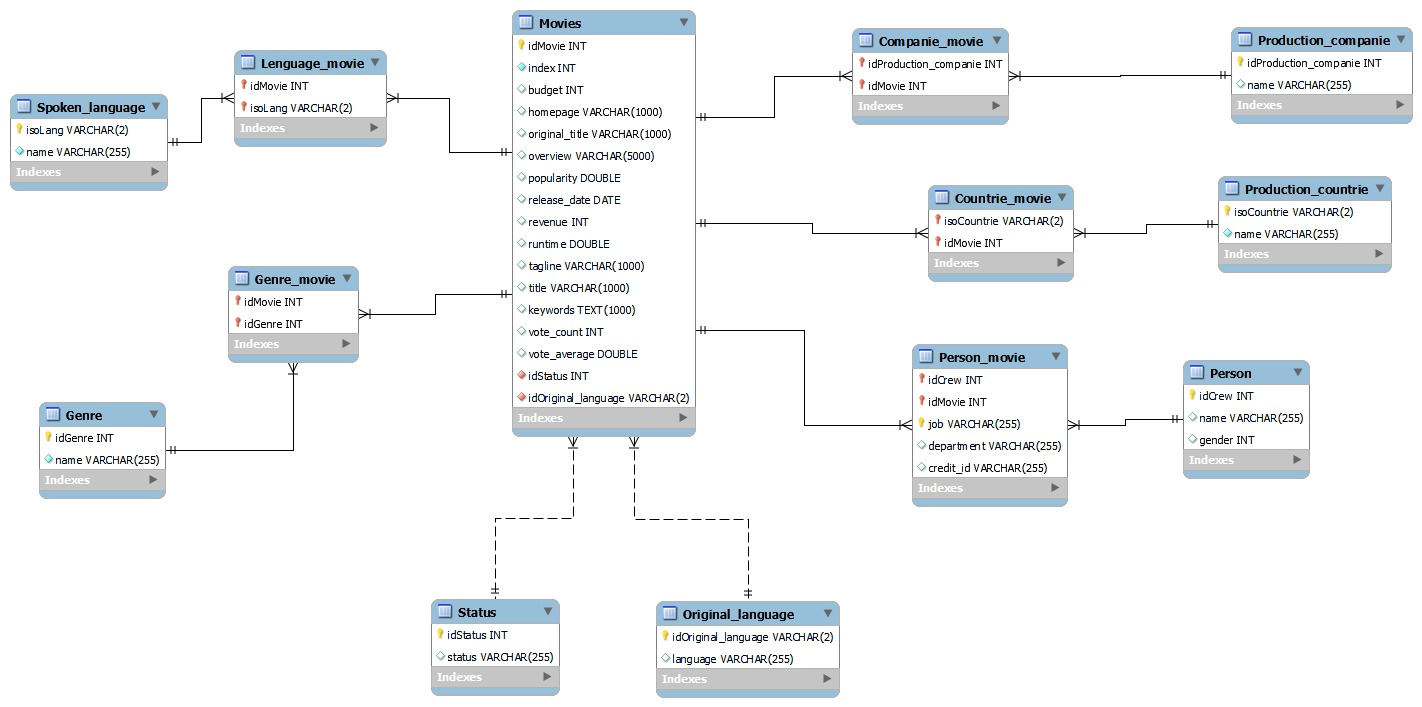 Movies
idMovie INT
index INT
budget INT
homepage VARCHAR(1000)
original_title VARCHAR(1000)
overview VARCHAR(5000)
popularity DOUBLE
release_date DATE
revenue INT
runtime DOUBLE
tagline VARCHAR(1000)
title VARCHAR(1000)
keywords TEXT(1000)
vote_count INT
vote_average DOUBLE
idStatus INT
idOriginal_language VARCHAR(2)
Indexes
Lenguage_movie
idMovie INT
isoLang VARCHAR(2)
Indexes
Spoken_language
isoLang VARCHAR(2)
name VARCHAR(255)
Indexes
Genre_movie
idMovie INT
idGenre INT
Indexes
Genre
idGenre INT
name VARCHAR(255)
Indexes
Companie_movie
idProduction_companie INT
idMovie INT
Indexes
Production_companie
idProduction_companie INT
name VARCHAR(255)
Indexes
Countrie_movie
isoCountrie VARCHAR(2)
idMovie INT
Indexes
Production_countrie
isoCountrie VARCHAR(2)
name VARCHAR(255)
Indexes
Person_movie
idCrew INT
idMovie INT
job VARCHAR(255)
department VARCHAR(255)
credit_id VARCHAR(255)
Indexes
Person
idCrew INT
name VARCHAR(255)
gender INT
Indexes
Status
idStatus INT
status VARCHAR(255)
Indexes
Original_language
idOriginal_language VARCHAR(2)
language VARCHAR(255)
Indexes